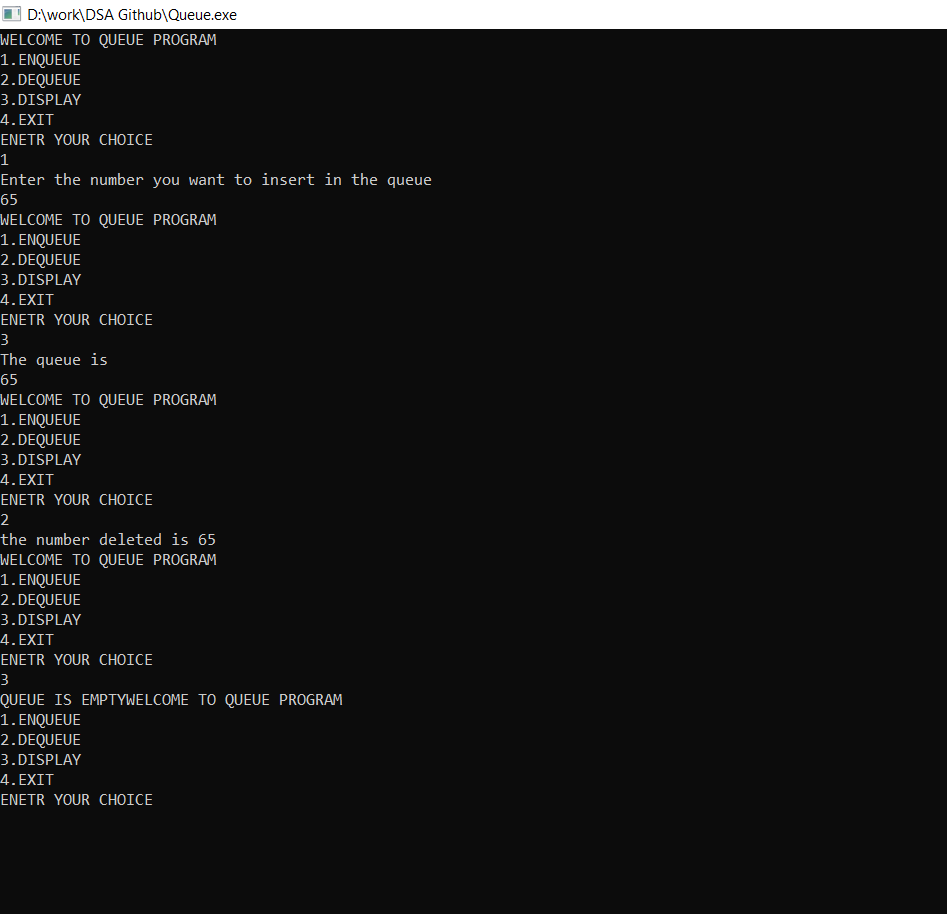 D:\work\DSA Github\Queue.exe
WELCOME TO QUEUE PROGRAM
1.ENQUEUE
2.DEQUEUE
3.DISPLAY
4.EXIT
ENETR YOUR CHOICE
1
Enter the number you want to insert in the queue
65
WELCOME TO QUEUE PROGRAM
1.ENQUEUE
2.DEQUEUE
3.DISPLAY
4.EXIT
ENETR YOUR CHOICE
3
The queue is
65
WELCOME TO QUEUE PROGRAM
1.ENQUEUE
2.DEQUEUE
3.DISPLAY
4.EXIT
ENETR YOUR CHOICE
2
the number deleted is 65
WELCOME TO QUEUE PROGRAM
1.ENQUEUE
2.DEQUEUE
3.DISPLAY
4.EXIT
ENETR YOUR CHOICE
3
QUEUE IS EMPTYWELCOME TO QUEUE PROGRAM
1.ENQUEUE
2.DEQUEUE
3.DISPLAY
4.EXIT
ENETR YOUR CHOICE